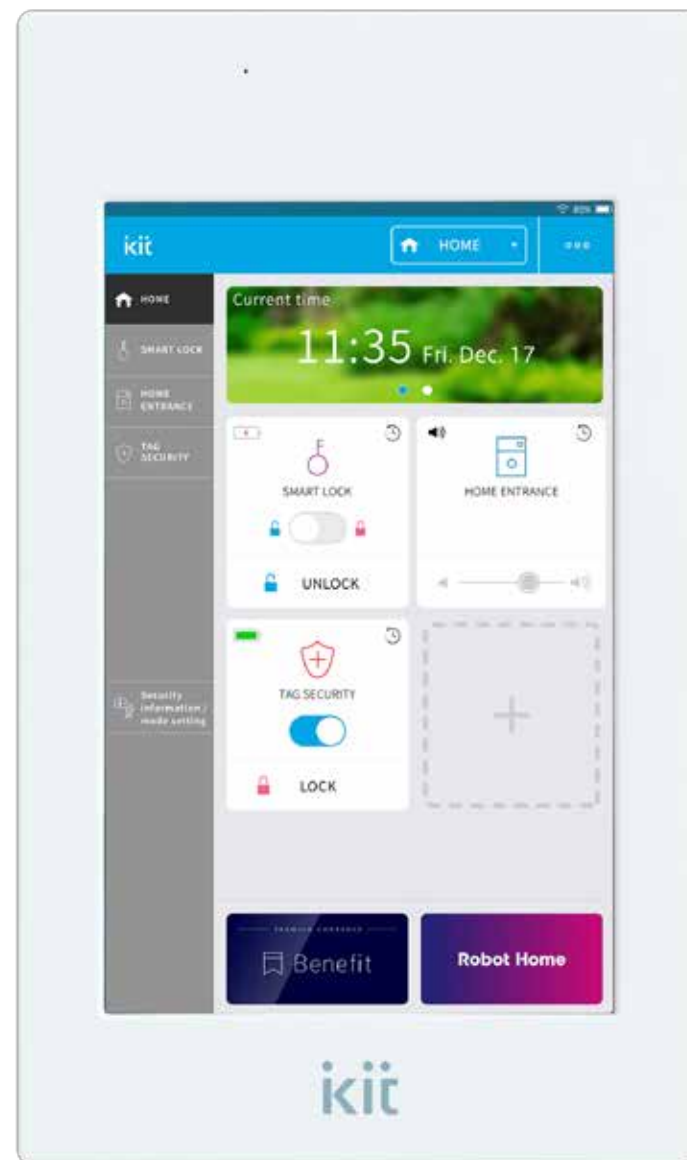 80%
kit
HOME
HOME
SMART LOCK
HOME
ENTRANCE
TAG
SECURITY
Security
information /
mode setting
Current time
11:35 Fri. Dec. 17
SMART LOCK
UNLOCK
HOME ENTRANCE
TAG SECURITY
LOCK
Benefit
Robot Home
kit